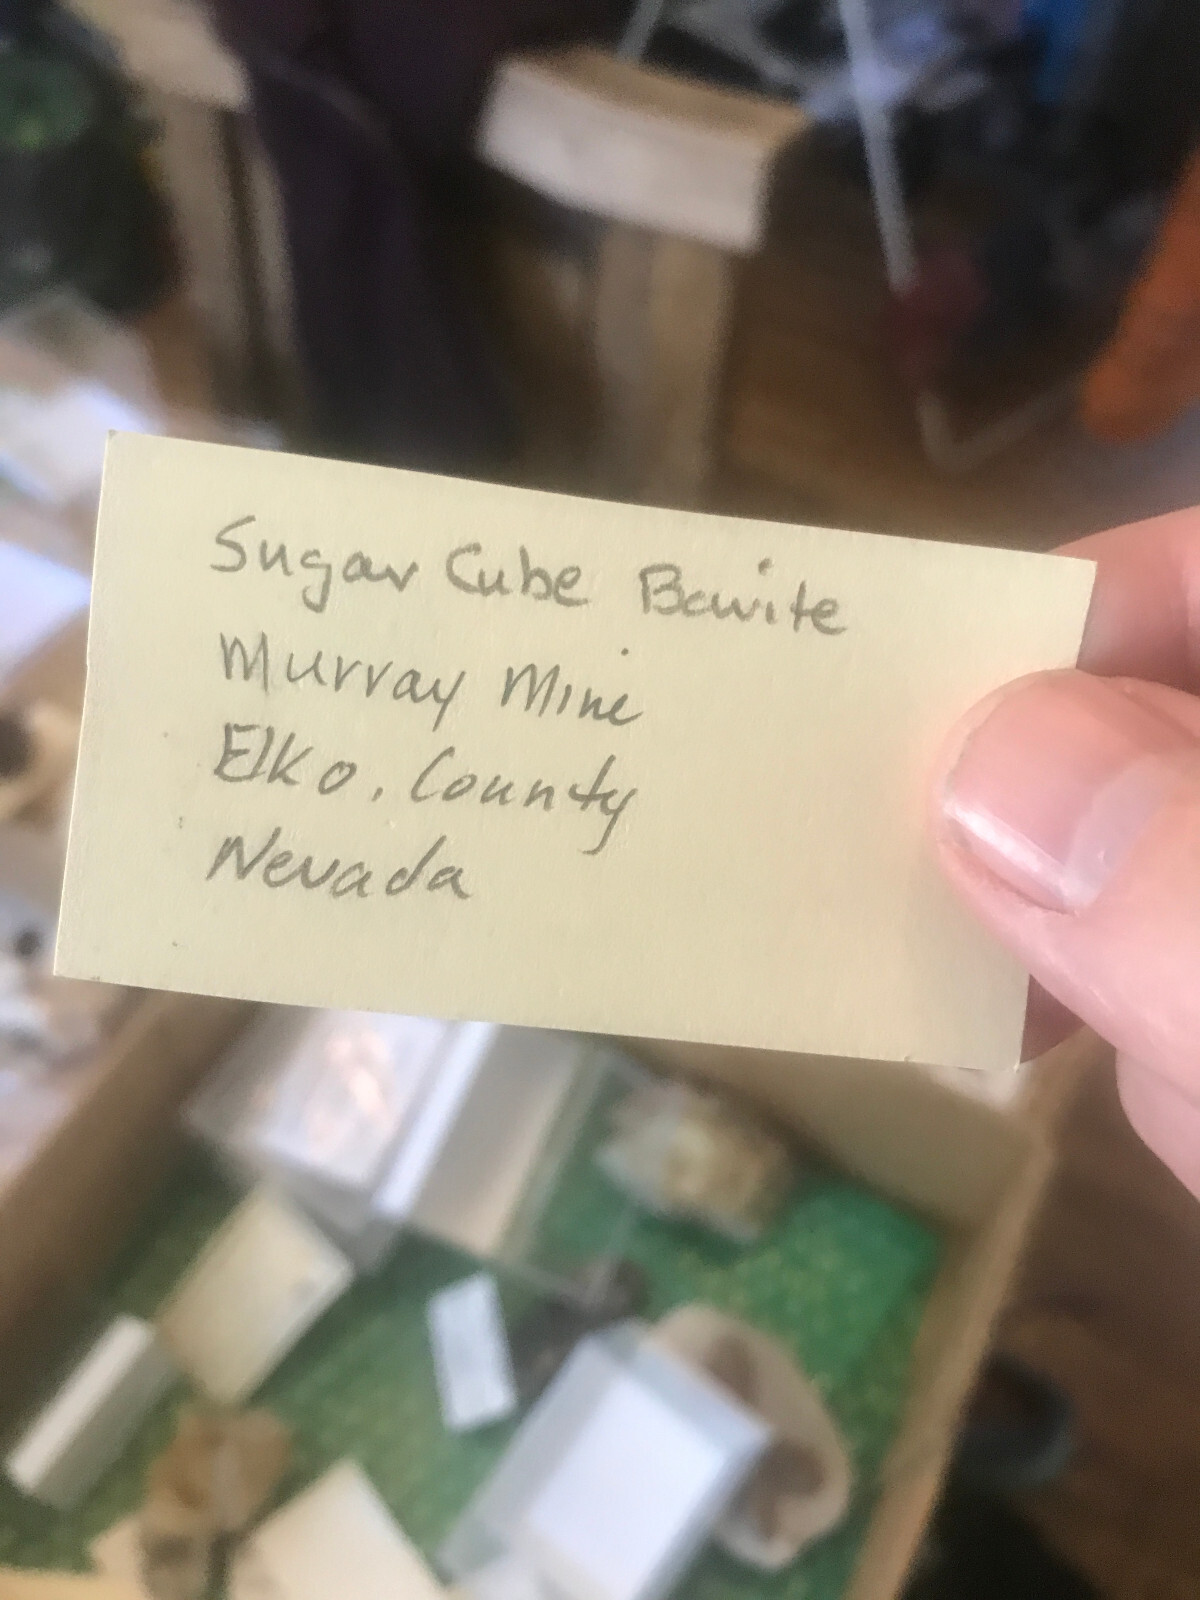 Sugar Cube Barite
Murray Mine
Elko, County
Nevada